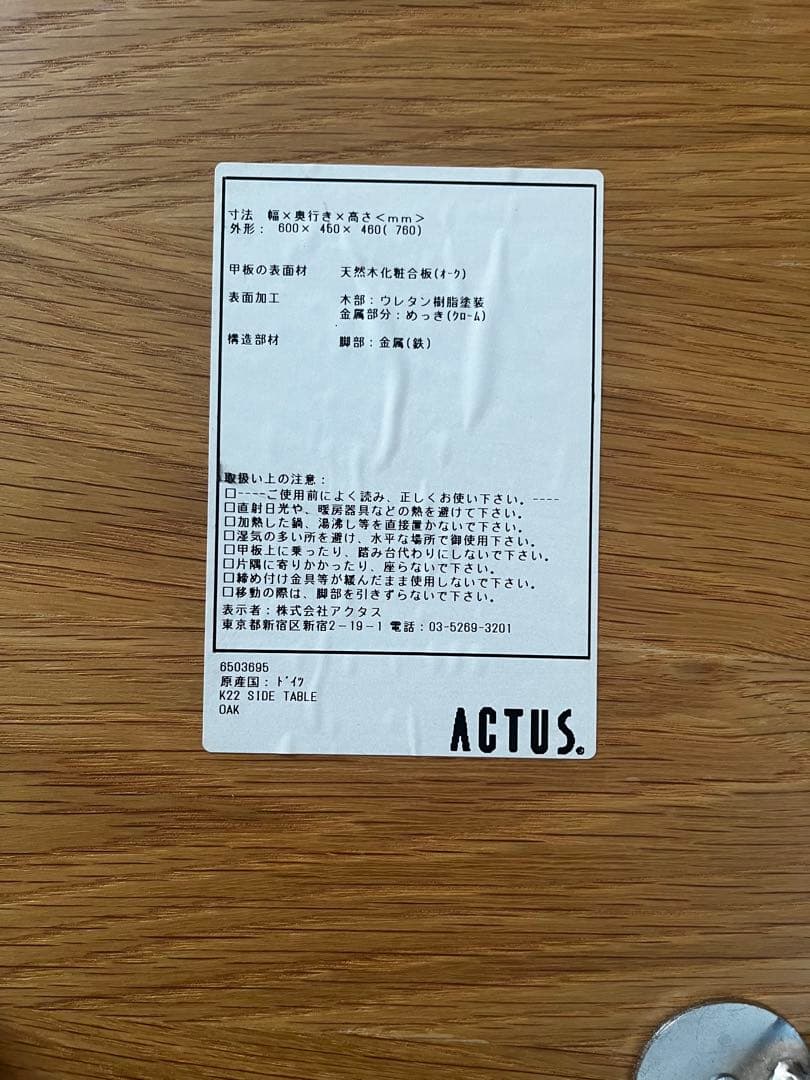 寸法 幅×奥行き×高さ<mm>
外形： 600× 450× 460( 760)
甲板の表面材 天然木化粧合板(ｵｰｸ)
表面加工 木部：ウレタン樹脂塗装
金属部分：めっき(ｸﾛｰﾑ)
構造部材 脚部：金属(鉄)
取扱い上の注意：
□----ご使用前によく読み、正しくお使い下さい。----
□直射日光や、暖房器具などの熱を避けて下さい。
□加熱した鍋、湯沸し等を直接置かないで下さい。
□湿気の多い所を避け、水平な場所で御使用下さい。
□甲板上に乗ったり、踏み台代わりにしないで下さい。
□片隅に寄りかかったり、座らないで下さい。
□締め付け金具等が緩んだまま使用しないで下さい。
□移動の際は、脚部を引きずらないで下さい。
表示者：株式会社アクタス
東京都新宿区新宿2－19－1 電話：03-5269-3201
6503695
原産国：ﾄﾞｲﾂ
K22 SIDE TABLE
OAK
ACTUS®